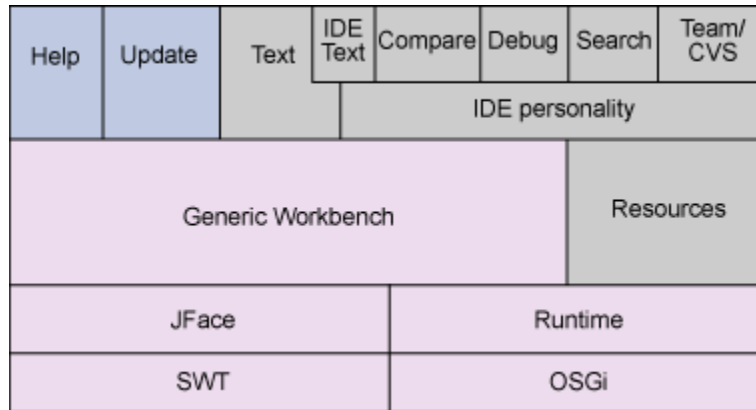 Help
Update
Text
IDE
Text
Compare
Debug
Search
Team/
CVS
IDE personality
Generic Workbench
Resources
JFace
Runtime
SWT
OSGi